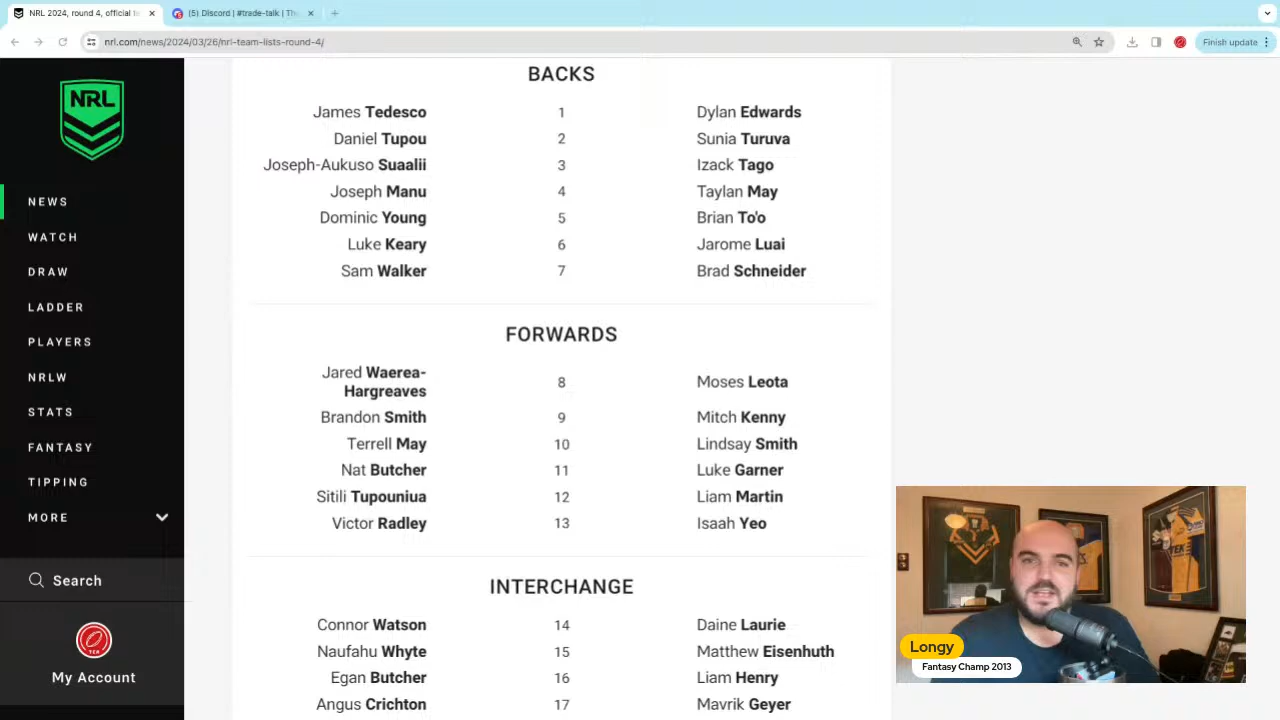 NRL 2024, round 4, official te
(5) Discord | #trade-talk | The
nrl.com/news/2024/03/26/nrl-team-lists-round-4/
Finish update
NRL
NEWS
WATCH
DRAW
LADDER
PLAYERS
NRLW
STATS
FANTASY
TIPPING
MORE
Search
TKR
My Account
BACKS
James Tedesco 1 Dylan Edwards
Daniel Tupou 2 Sunia Turuva
Joseph-Aukuso Suaalii 3 Izack Tago
Joseph Manu 4 Taylan May
Dominic Young 5 Brian To'o
Luke Keary 6 Jarome Luai
Sam Walker 7 Brad Schneider
FORWARDS
Jared Waerea-
Hargreaves 8 Moses Leota
Brandon Smith 9 Mitch Kenny
Terrell May 10 Lindsay Smith
Nat Butcher 11 Luke Garner
Sitili Tupouniua 12 Liam Martin
Victor Radley 13 Isaah Yeo
INTERCHANGE
Connor Watson 14 Daine Laurie
Naufahu Whyte 15 Matthew Eisenhuth
Egan Butcher 16 Liam Henry
Angus Crichton 17 Mavrik Geyer
Longy
Fantasy Champ 2013